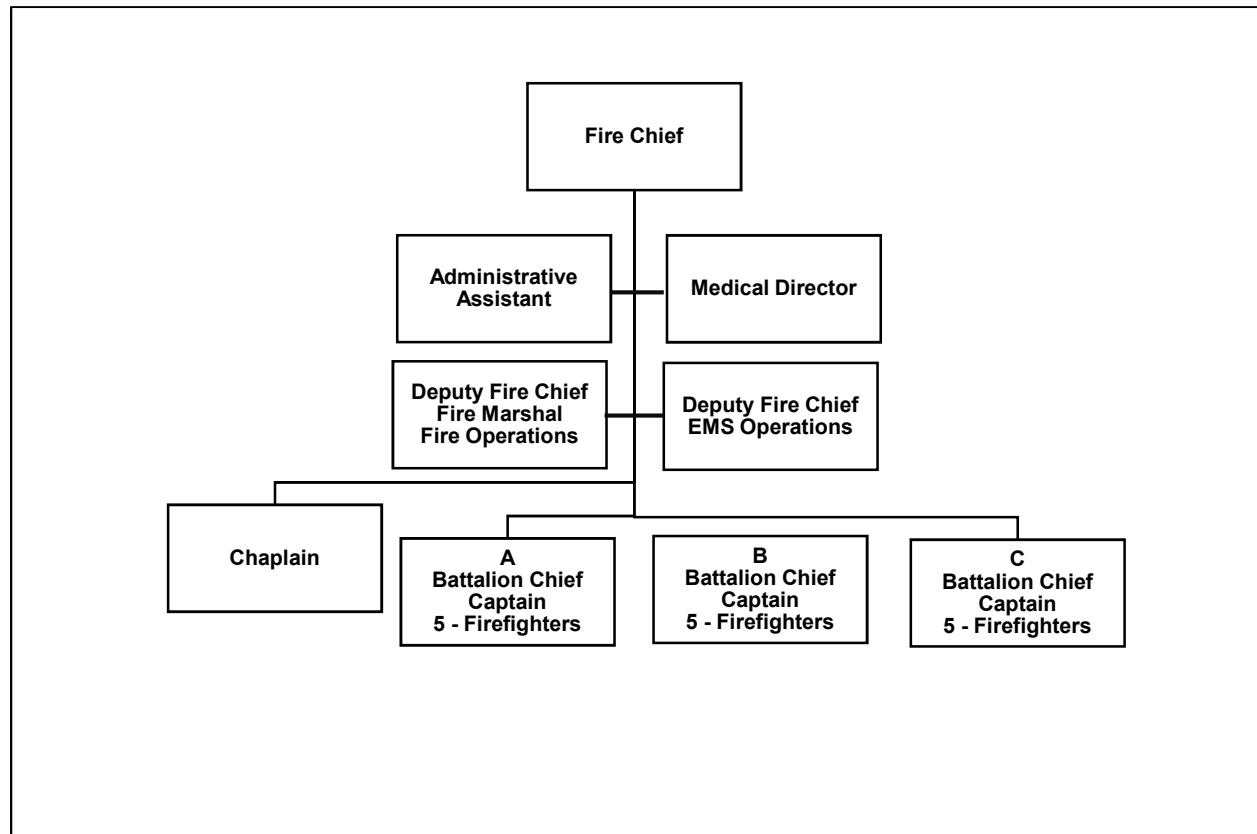 Fire Chief
Administrative
Assistant
Medical Director
Deputy Fire Chief
Fire Marshal
Fire Operations
Deputy Fire Chief
EMS Operations
Chaplain
A
Battalion Chief
Captain
5 - Firefighters
B
Battalion Chief
Captain
5 - Firefighters
C
Battalion Chief
Captain
5 - Firefighters